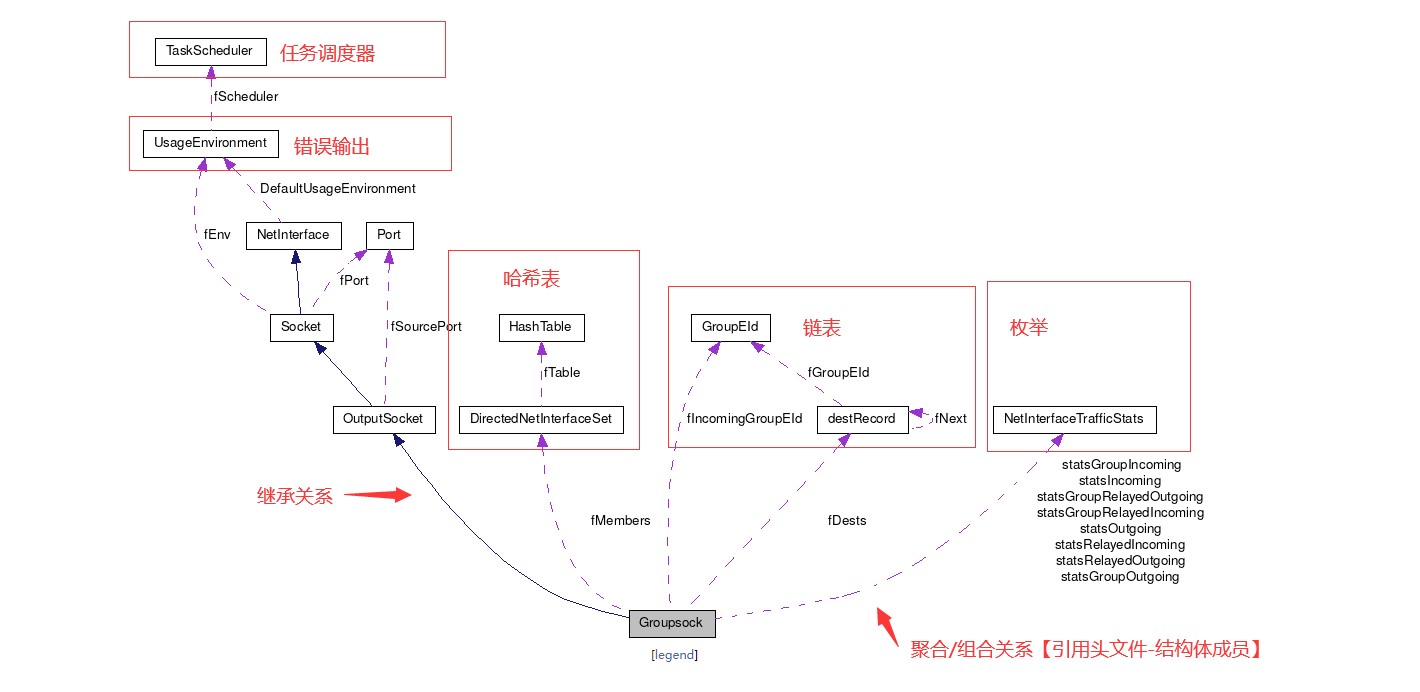 TaskScheduler
任务调度器
fScheduler
UsageEnvironment
错误输出
DefaultUsageEnvironment
fEnv
NetInterface
Port
fPort
哈希表
Socket
fSourcePort
HashTable
GroupEId
链表
枚举
fTable
fGroupEId
OutputSocket
DirectedNetInterfaceSet
fIncomingGroupEId
destRecord
fNext
NetInterfaceTrafficStats
继承关系
fMembers
fDests
statsGroupIncoming
statsIncoming
statsGroupRelayedOutgoing
statsGroupRelayedIncoming
statsOutgoing
statsRelayedIncoming
statsRelayedOutgoing
statsGroupOutgoing
Groupsock
[legend]
聚合/组合关系【引用头文件-结构体成员】